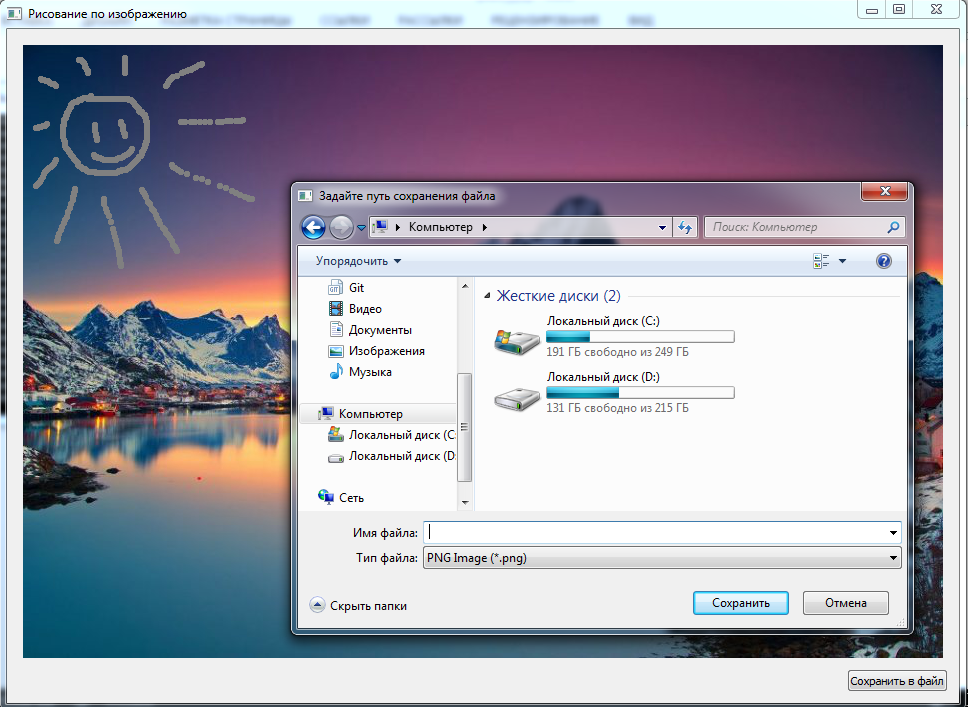 Рисование по изображению
Задайте путь сохранения файла
Компьютер
Поиск: Компьютер
Упорядочить
Git
Видео
Документы
Изображения
Музыка
Компьютер
Локальный диск (C:
Локальный диск (D:
Сеть
Жесткие диски (2)
Локальный диск (C:)
191 ГБ свободно из 249 ГБ
Локальный диск (D:)
131 ГБ свободно из 215 ГБ
Имя файла:
Тип файла: PNG Image (*.png)
Скрыть папки
Сохранить Отмена
Сохранить в файл